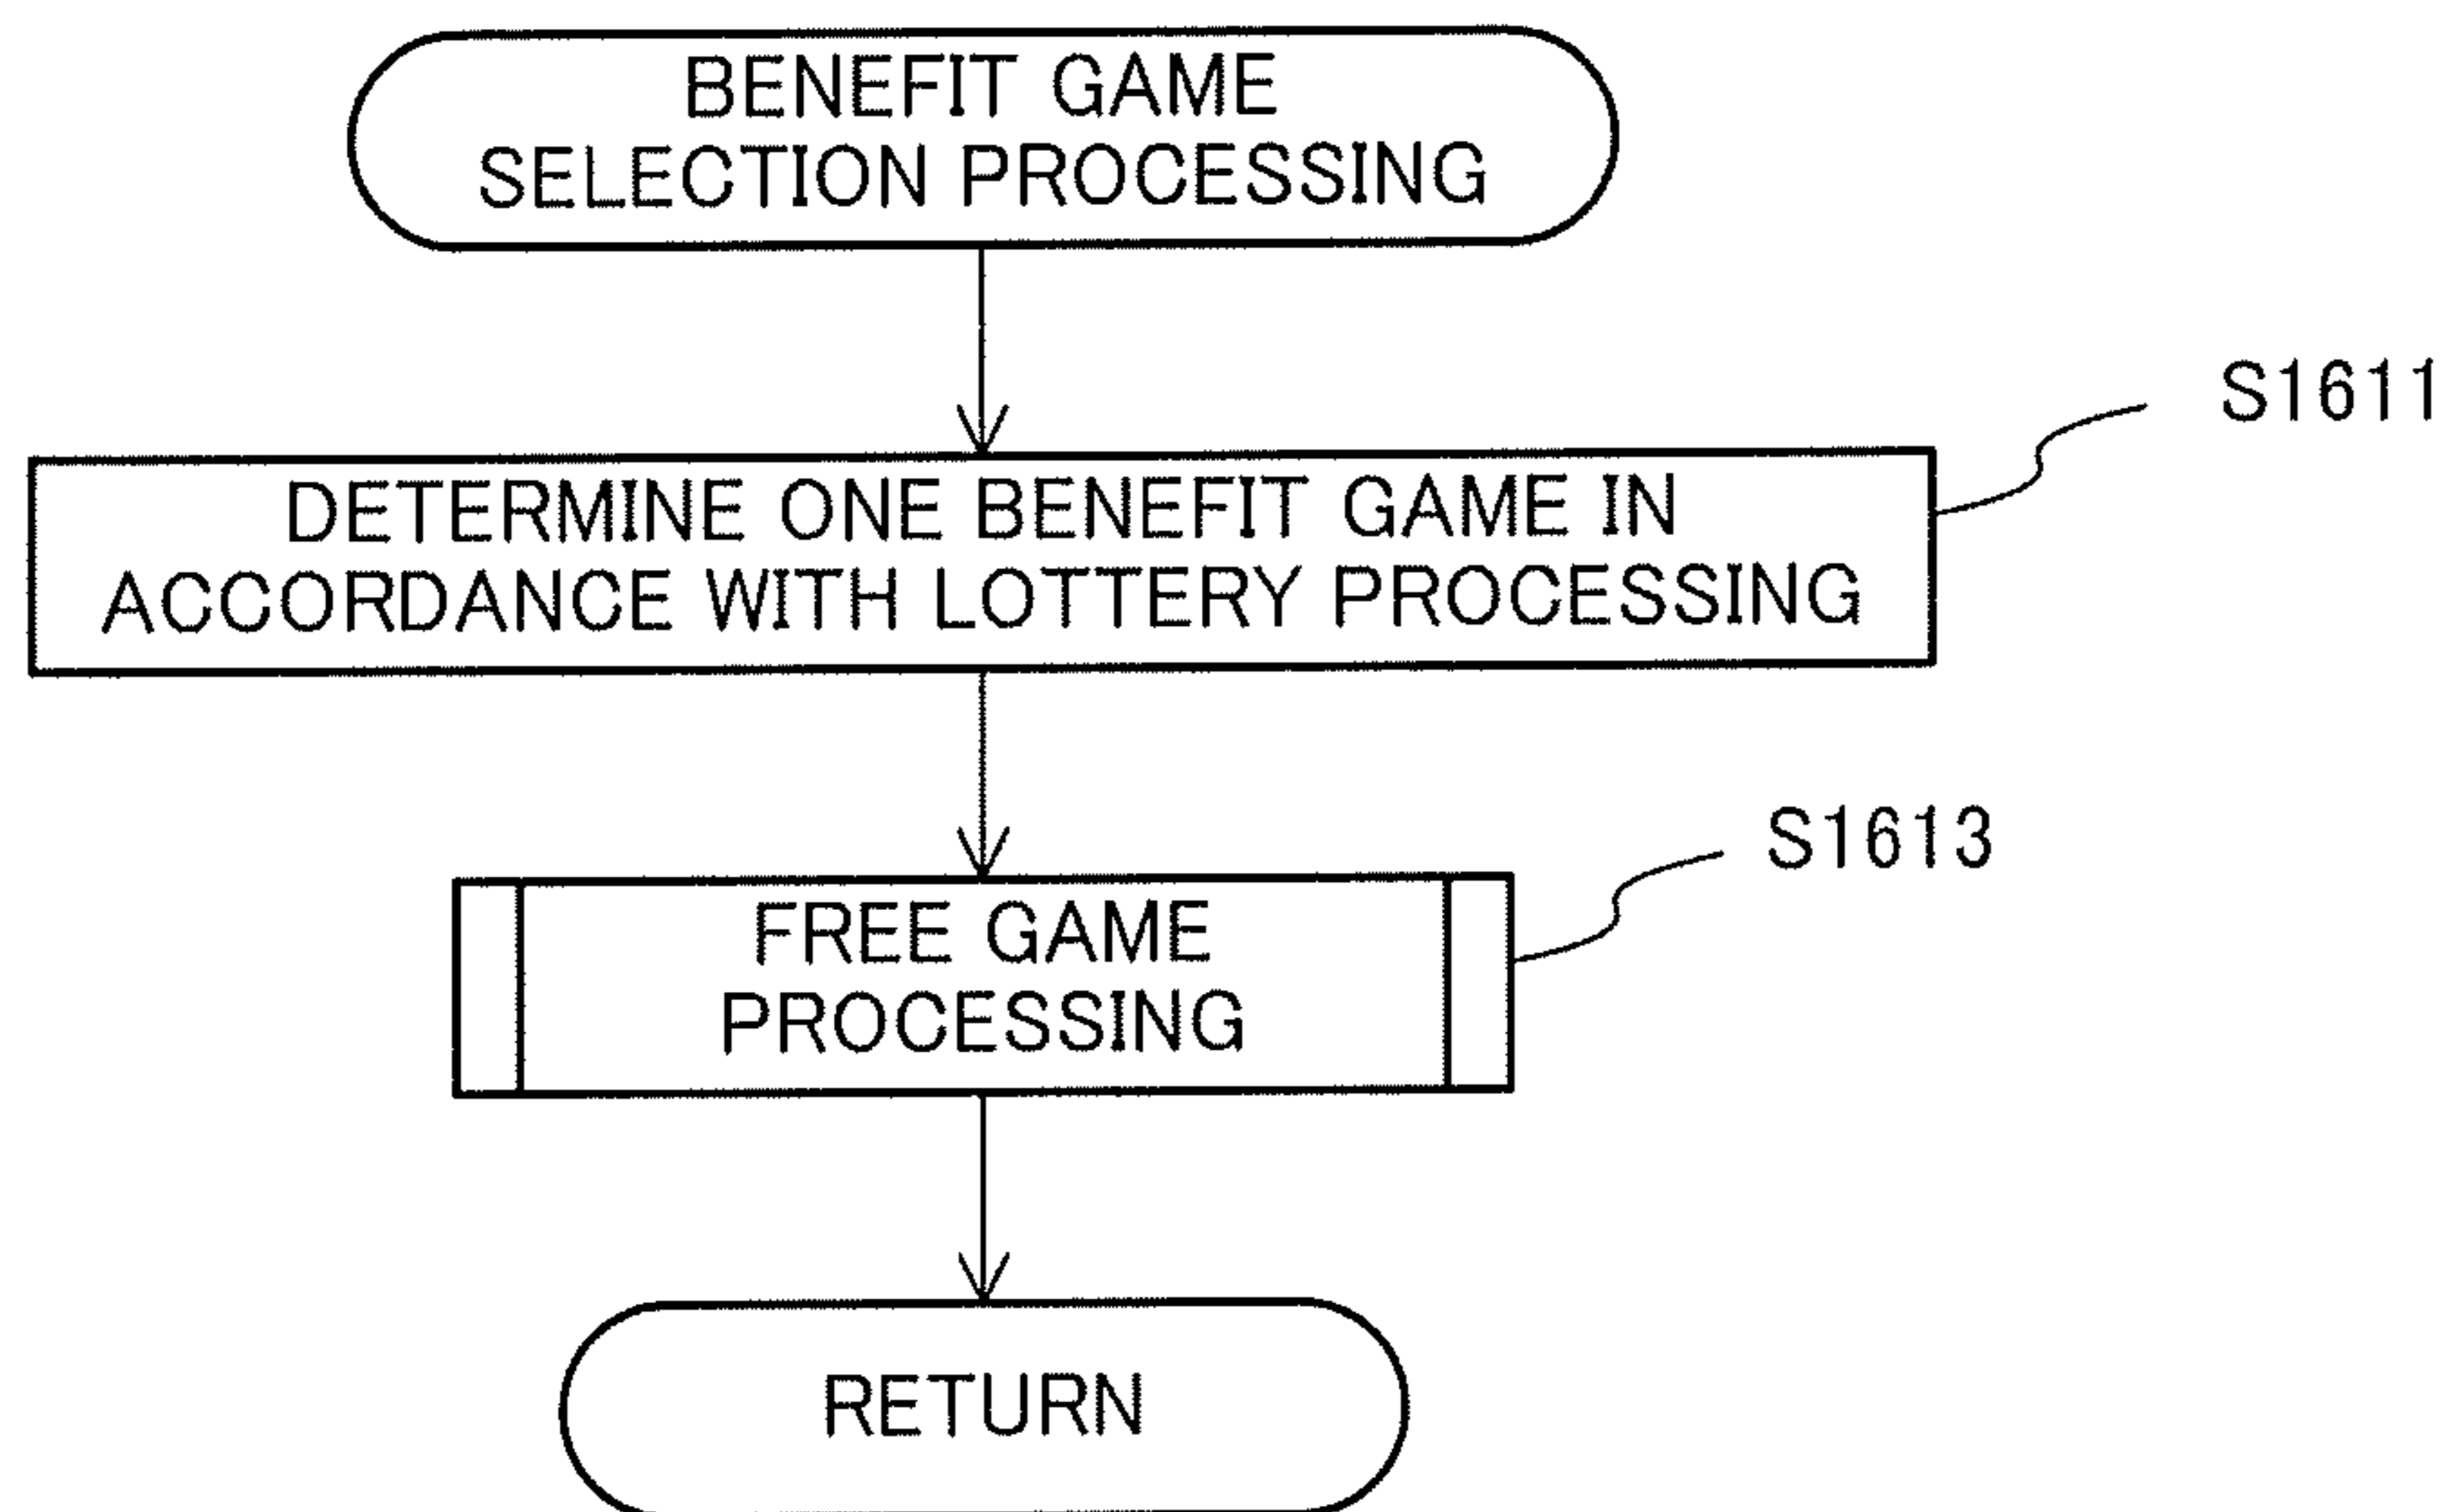 BENEFIT GAME
SELECTION PROCESSING
S1611
DETERMINE ONE BENEFIT GAME IN
ACCORDANCE WITH LOTTERY PROCESSING
S1613
FREE GAME
PROCESSING
RETURN